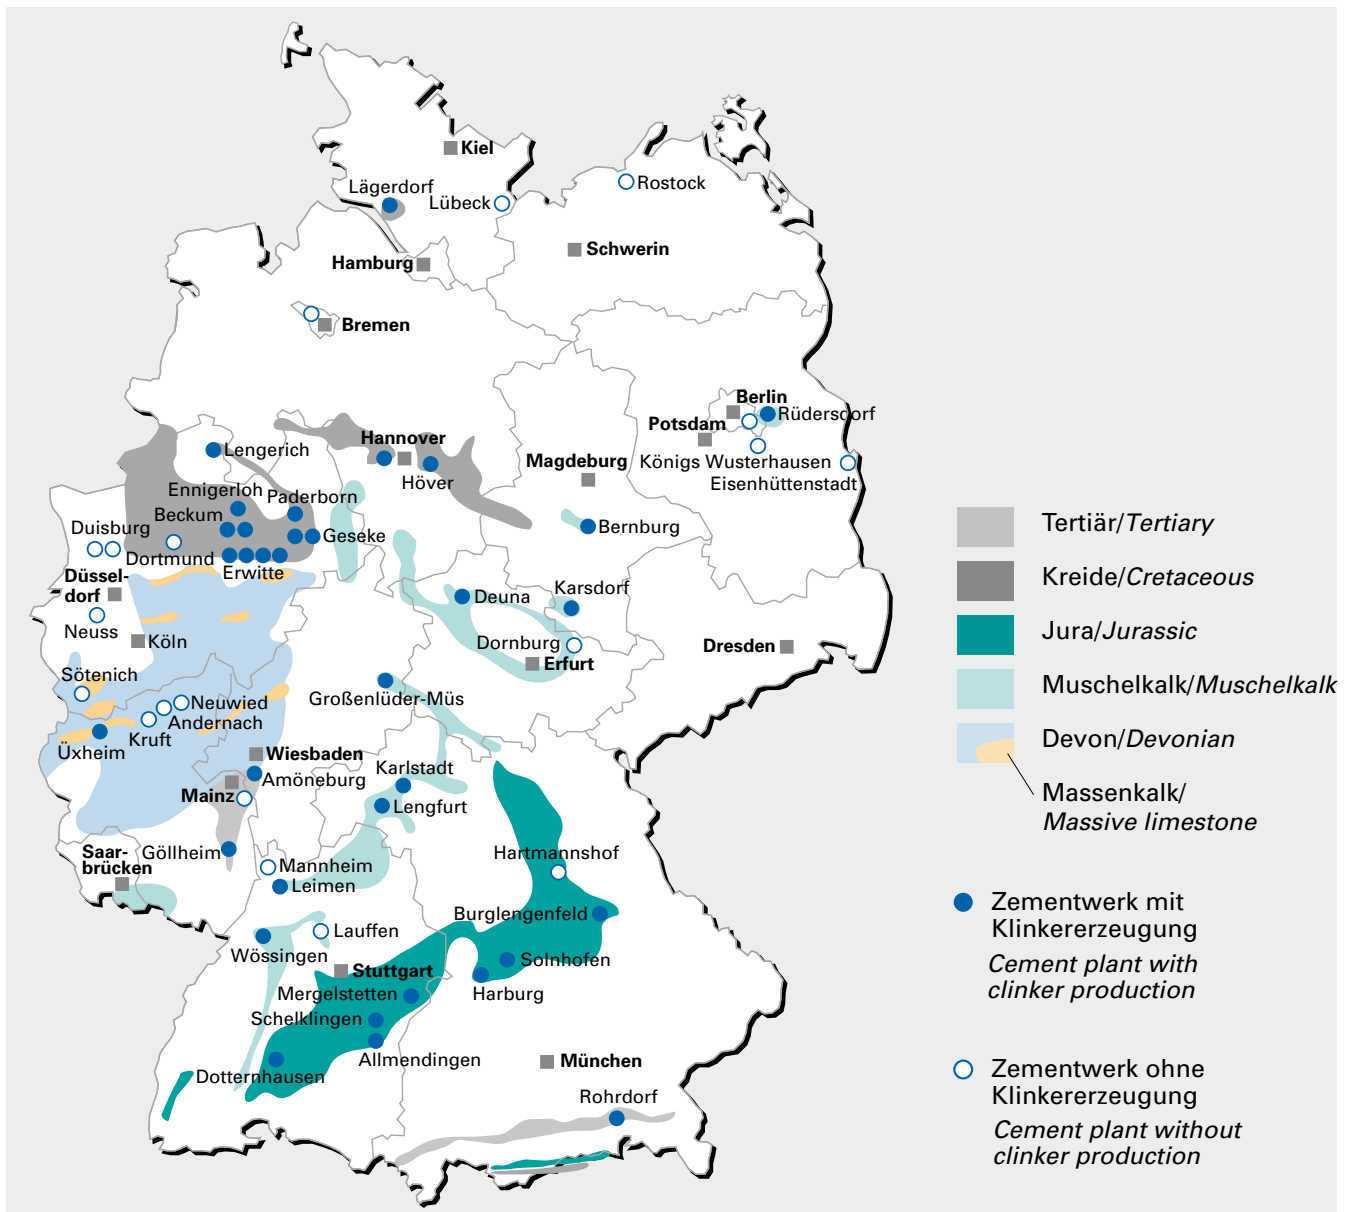 Kiel
Lägerdorf
Lübeck
Rostock
Schwerin
Hamburg
Bremen
Berlin
Rüdersdorf
Potsdam
Hannover
Lengerich
Magdeburg
Königs Wusterhausen
Höver
Eisenhüttenstadt
Ennigerloh
Paderborn
Beckum
Bernburg
Duisburg
Geseke
Dortmund
Erwitte
Düssel-
dorf
Deuna
Karsdorf
Neuss
Köln
Dornburg
Erfurt
Dresden
Sötenich
Großenlüder-Müs
Neuwied
Andernach
Kruft
Üxheim
Wiesbaden
Amöneburg
Karlstadt
Mainz
Lengfurt
Saar-
brücken
Göllheim
Hartmannshof
Mannheim
Leimen
Burglengenfeld
Lauffen
Wössingen
Solnhofen
Stuttgart
Mergelstetten
Harburg
Schelklingen
Allmendingen
München
Dotternhausen
Rohrdorf
Tertiär/Tertiary
Kreide/Cretaceous
Jura/Jurassic
Muschelkalk/Muschelkalk
Devon/Devonian
Massenkalk/
Massive limestone
Zementwerk mit
Klinkererzeugung
Cement plant with
clinker production
Zementwerk ohne
Klinkererzeugung
Cement plant without
clinker production